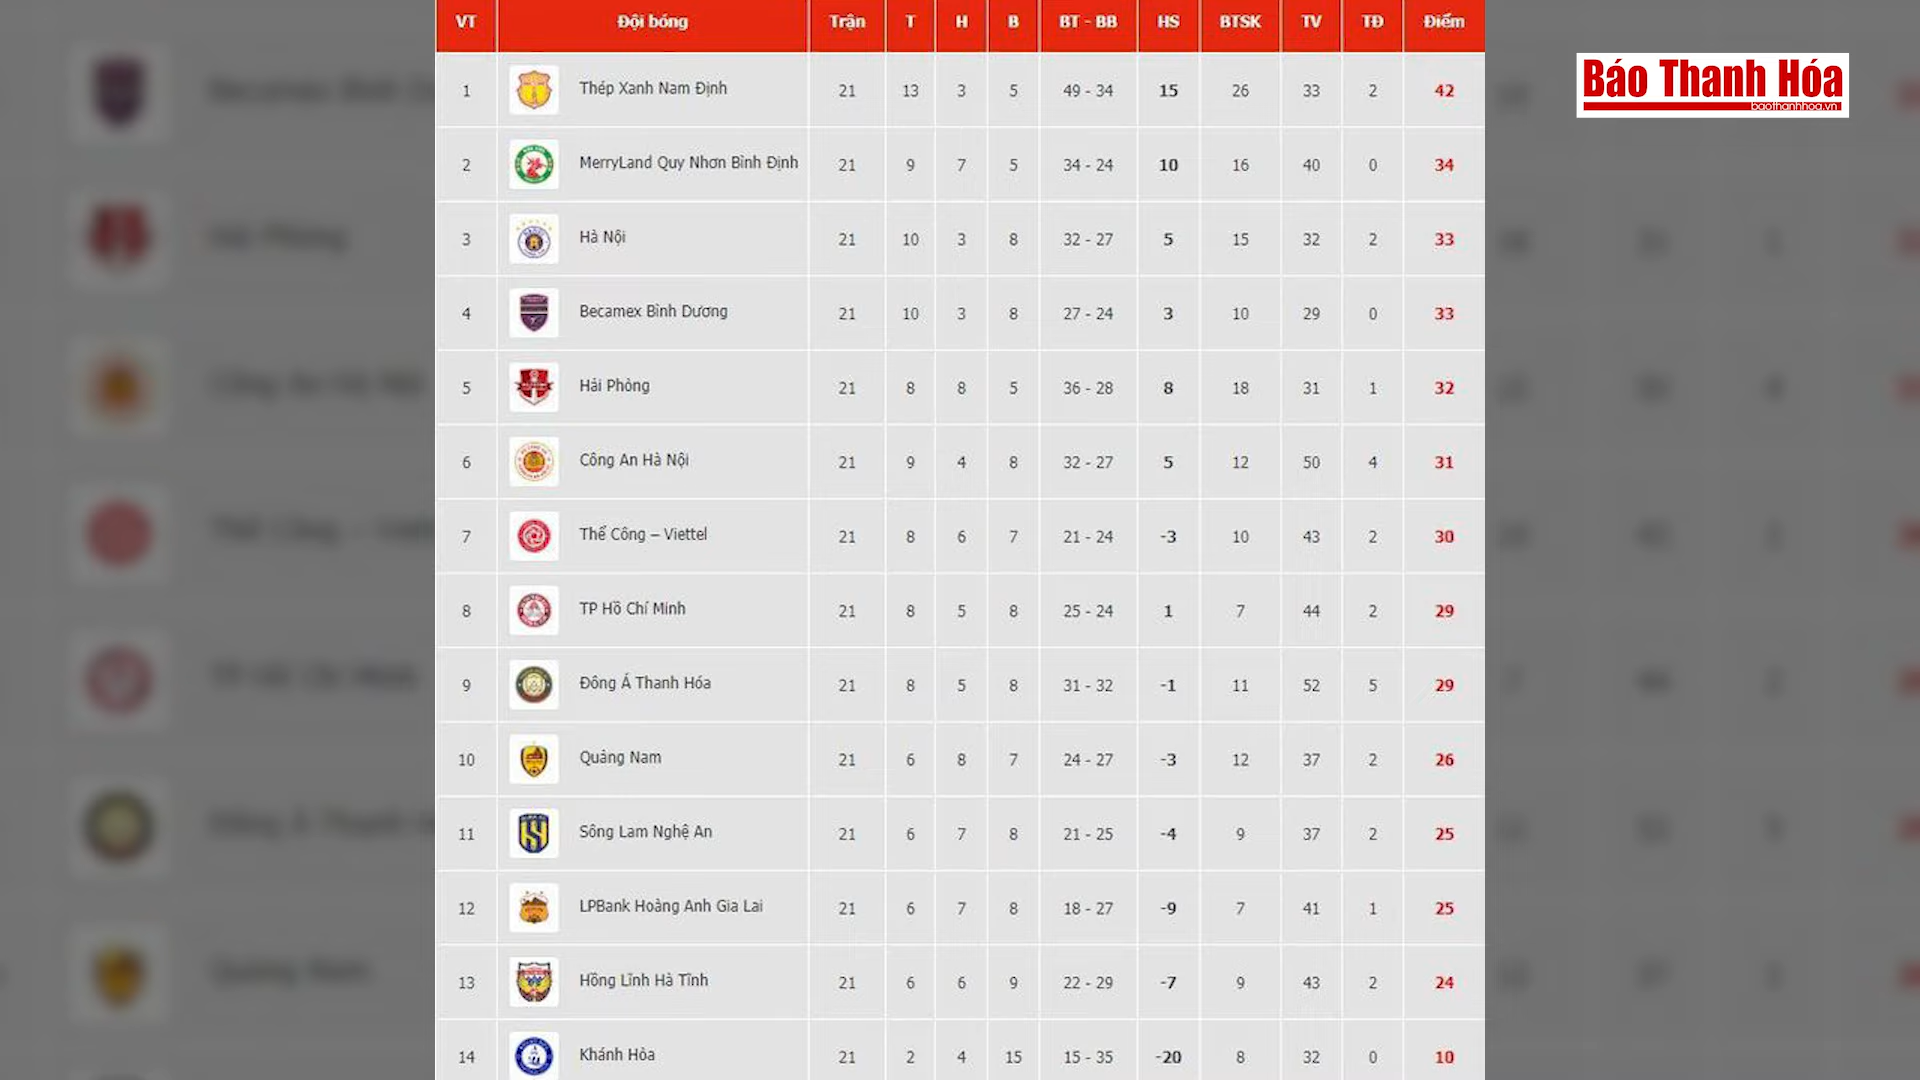 VT Đội bóng Trận T H B BT - BB HS BTSK TV TĐ Điểm
1 Thép Xanh Nam Định 21 13 3 5 49 - 34 15 26 33 2 42
2 MerryLand Quy Nhơn Bình Định 21 9 7 5 34 - 24 10 16 40 0 34
3 Hà Nội 21 10 3 8 32 - 27 5 15 32 2 33
4 Becamex Bình Dương 21 10 3 8 27 - 24 3 10 29 0 33
5 Hải Phòng 21 8 8 5 36 - 28 8 18 31 1 32
6 Công An Hà Nội 21 9 4 8 32 - 27 5 12 50 4 31
7 Thể Công – Viettel 21 8 6 7 21 - 24 -3 10 43 2 30
8 TP Hồ Chí Minh 21 8 5 8 25 - 24 1 7 44 2 29
9 Đông Á Thanh Hóa 21 8 5 8 31 - 32 -1 11 52 5 29
10 Quảng Nam 21 6 8 7 24 - 27 -3 12 37 2 26
11 Sông Lam Nghệ An 21 6 7 8 21 - 25 -4 9 37 2 25
12 LPBank Hoàng Anh Gia Lai 21 6 7 8 18 - 27 -9 7 41 1 25
13 Hồng Lĩnh Hà Tĩnh 21 6 6 9 22 - 29 -7 9 43 2 24
14 Khánh Hòa 21 2 4 15 15 - 35 -20 8 32 0 10
Báo Thanh Hóa
baothanhhoa.vn